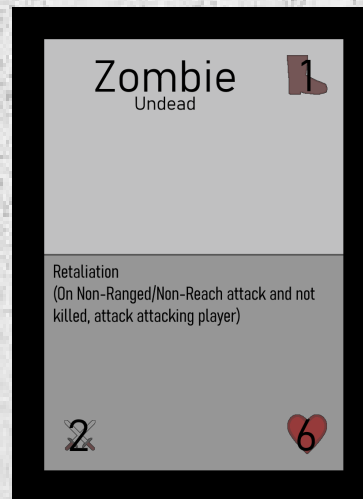 Zombie
1
Undead
Retaliation
(On Non-Ranged/Non-Reach attack and not
killed, attack attacking player)
2
6